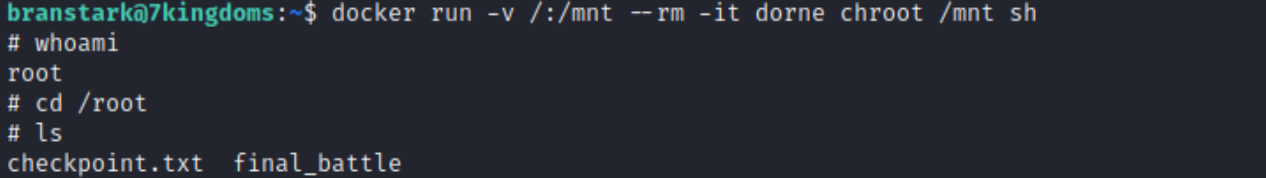 branstark@7kingdoms:~$ docker run -v /:/mnt --rm -it dorne chroot /mnt sh
# whoami
root
# cd /root
# ls
checkpoint.txt  final_battle